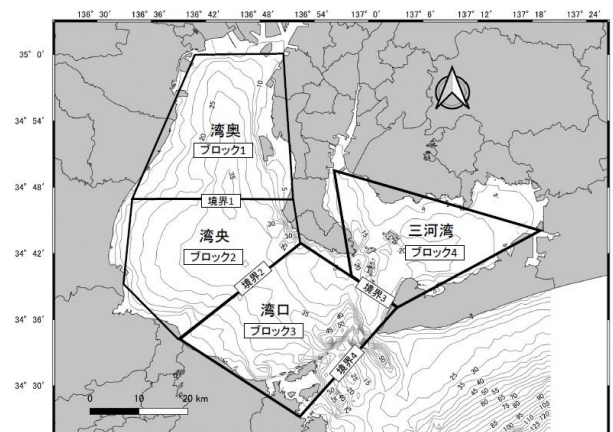 136° 36′ 136° 42′ 136° 48′ 136° 54′ 137° 0′ 137° 6′ 137° 12′ 137° 18′ 137° 24′
35° 0′
34° 54′
34° 48′
34° 42′
34° 36′
34° 30′
湾奥
ブロック1
境界1
湾央
ブロック2
三河湾
ブロック4
境界2
湾口
ブロック3
境界3
境界4
0 10 20 km